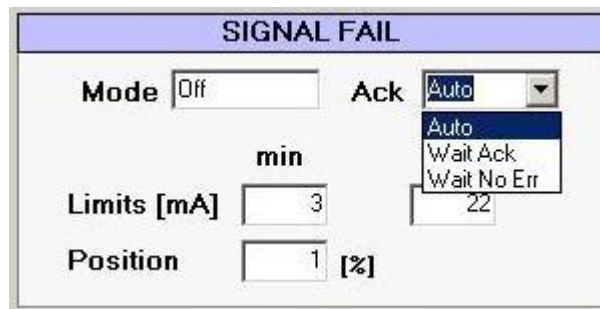 SIGNAL FAIL
Mode Off Ack Auto
Auto
min Wait Ack
Wait No Err
Limits [mA] 3 22
Position 1 [%]